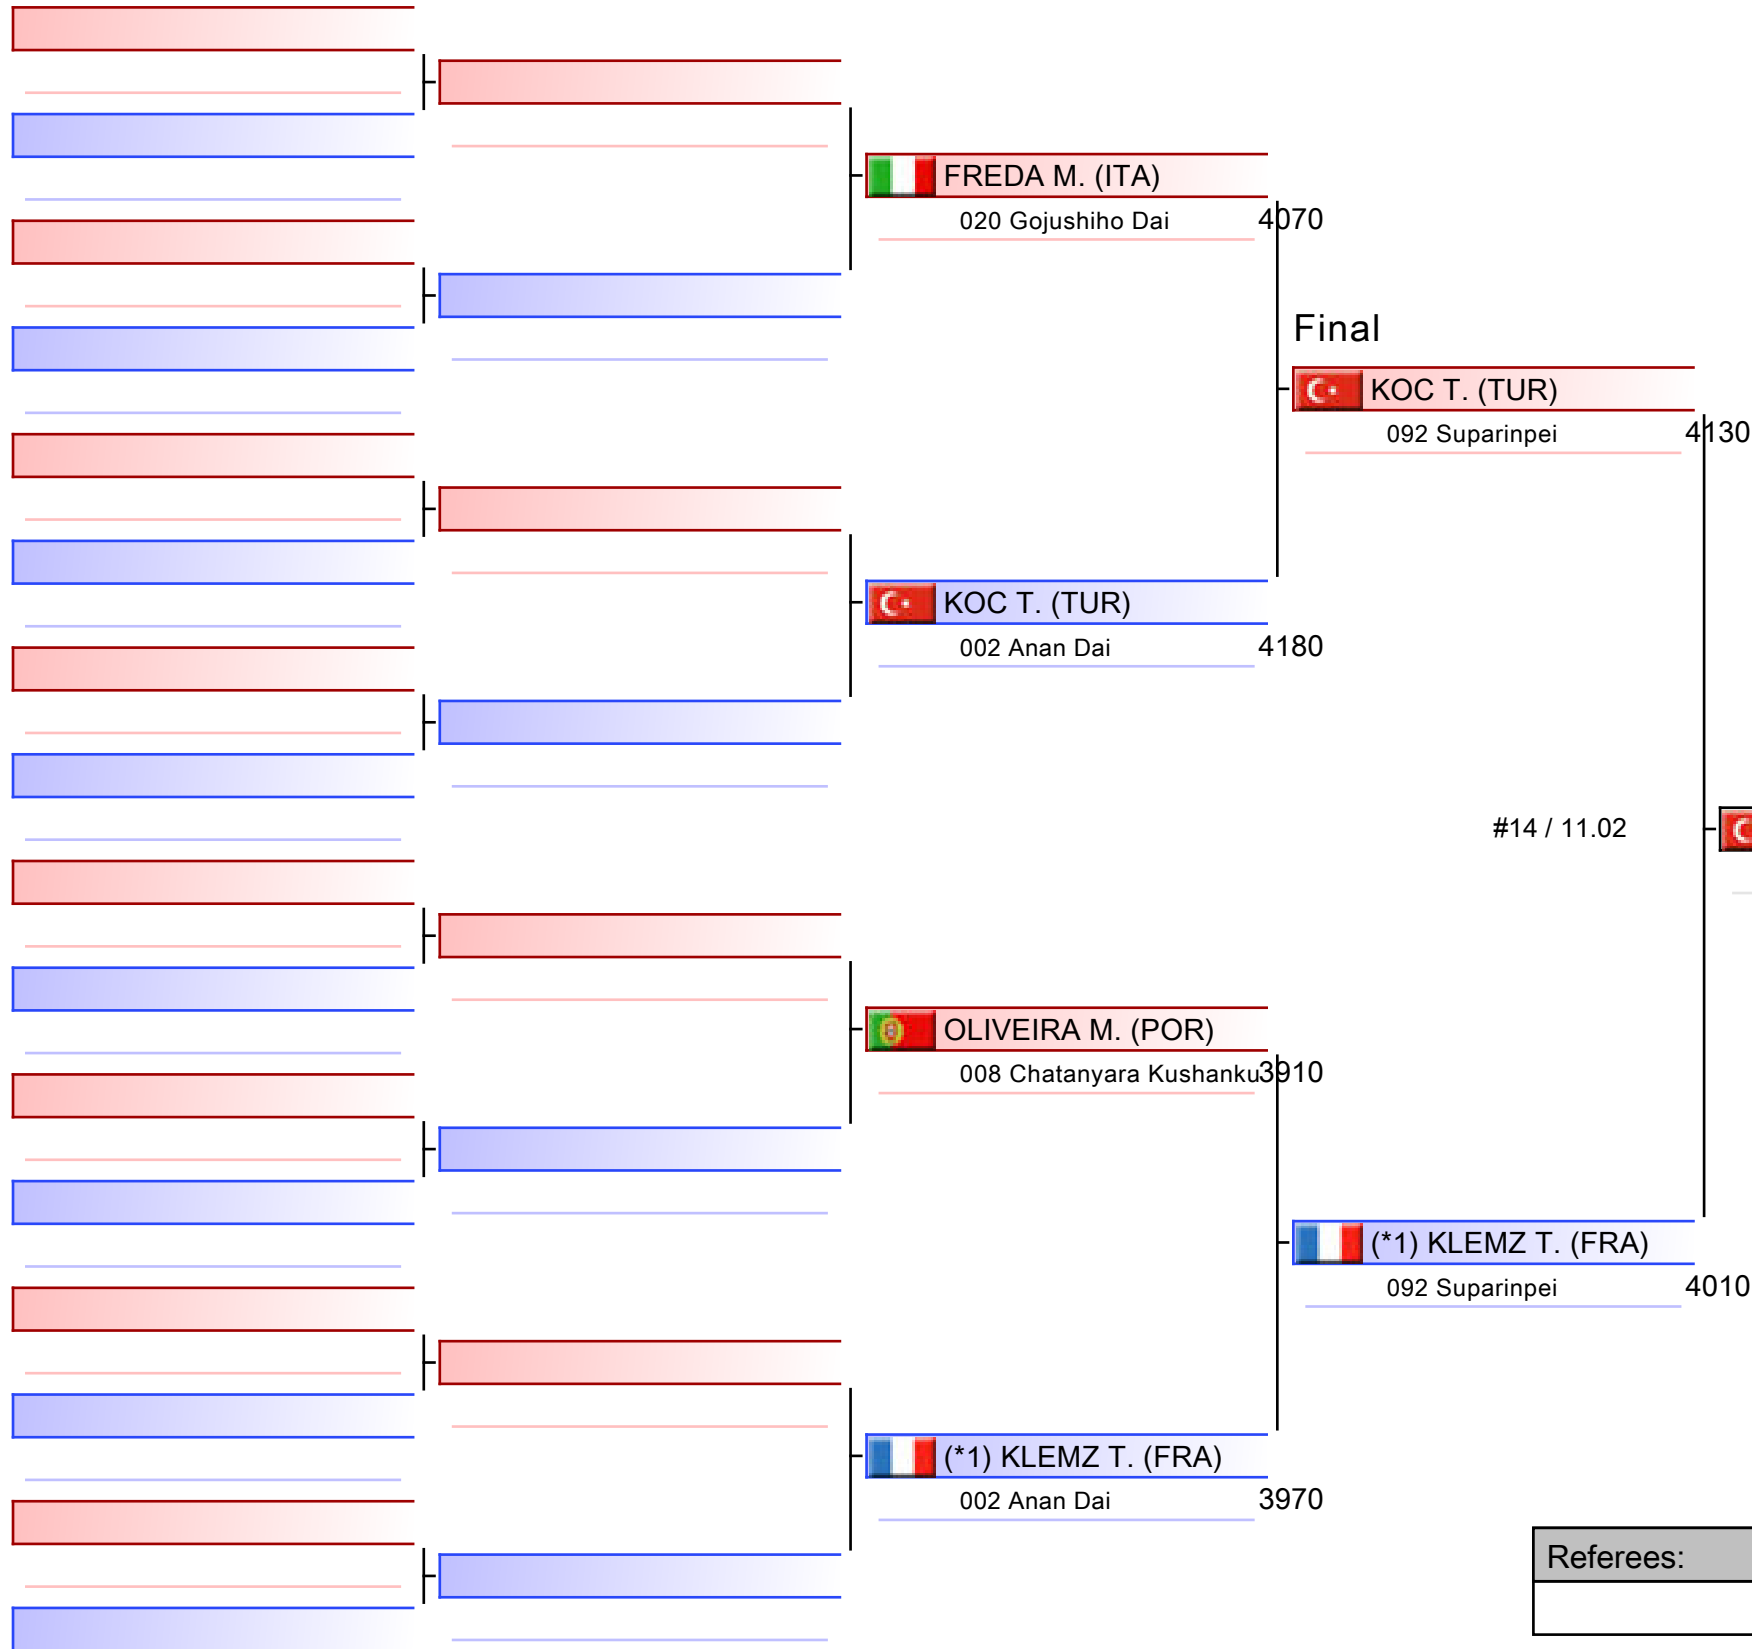 FREDA M. (ITA)
020 Gojushiho Dai 4070
Final
KOC T. (TUR)
092 Suparinpei 4130
KOC T. (TUR)
002 Anan Dai 4180
#14 / 11.02
OLIVEIRA M. (POR)
008 Chatanyara Kushanku 3910
(*1) KLEMZ T. (FRA)
092 Suparinpei 4010
(*1) KLEMZ T. (FRA)
002 Anan Dai 3970
Referees: